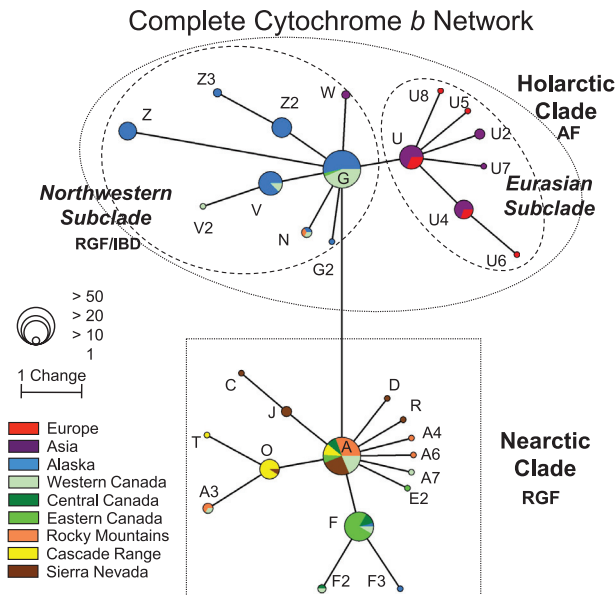 Complete Cytochrome b Network
Z3
W
U8
U5
Holarctic
Clade
AF
Z
Z2
U
U2
G
U7
Northwestern
Subclade
RGF/IBD
V
Eurasian
Subclade
V2
N
U4
G2
U6
> 50
> 20
> 10
1
1 Change
C
D
J
R
T
O
A
A4
A6
A3
A7
E2
Nearctic
Clade
RGF
F
F2
F3
Europe
Asia
Alaska
Western Canada
Central Canada
Eastern Canada
Rocky Mountains
Cascade Range
Sierra Nevada